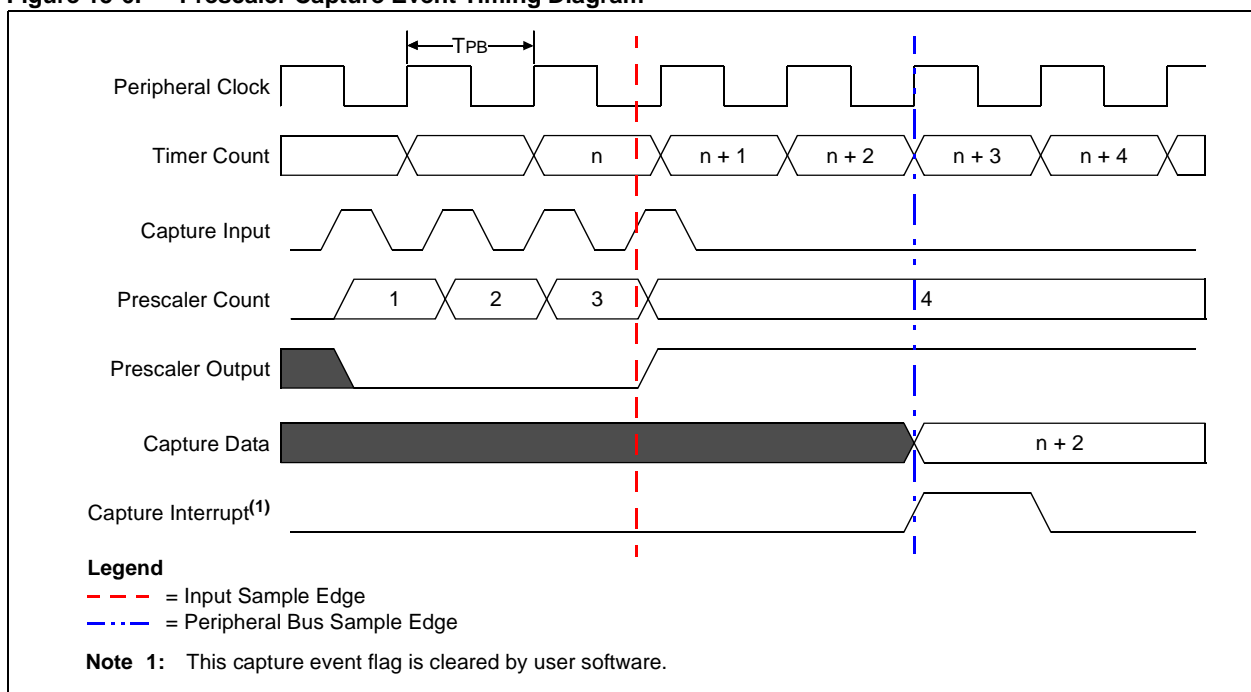 TPB
Peripheral Clock
Timer Count n n + 1 n + 2 n + 3 n + 4
Capture Input
Prescaler Count 1 2 3 4
Prescaler Output
Capture Data n + 2
Capture Interrupt(1)
Legend
= Input Sample Edge
= Peripheral Bus Sample Edge
Note 1: This capture event flag is cleared by user software.